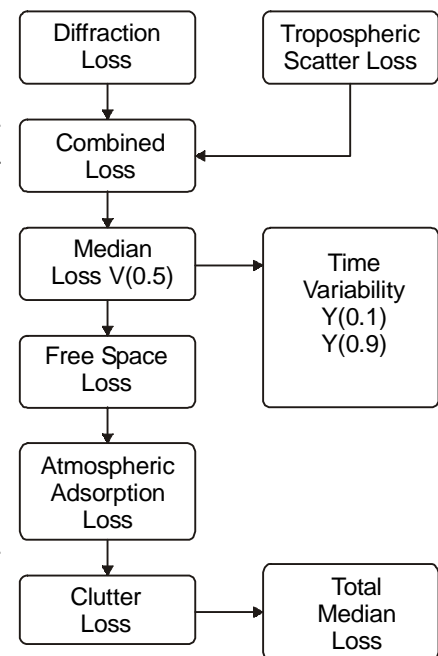 Diffraction
Loss
Tropospheric
Scatter Loss
Combined
Loss
Median
Loss V(0.5)
Time
Variability
Y(0.1)
Y(0.9)
Free Space
Loss
Atmospheric
Adsorption
Loss
Clutter
Loss
Total
Median
Loss